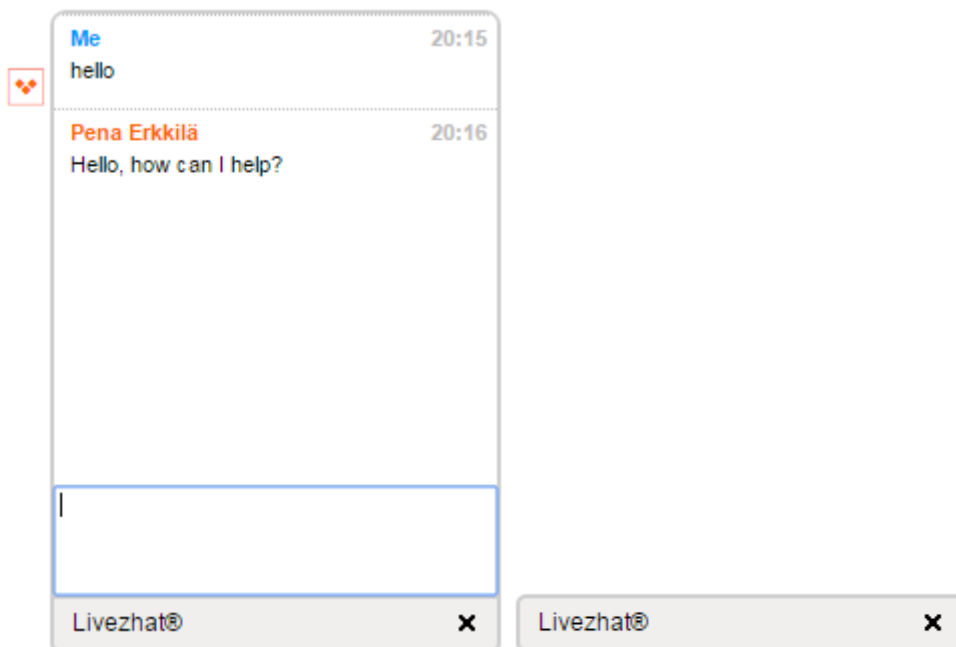 Me 20:15
hello
Pena Erkkilä 20:16
Hello, how can I help?
Livezhat® ×
Livezhat® ×